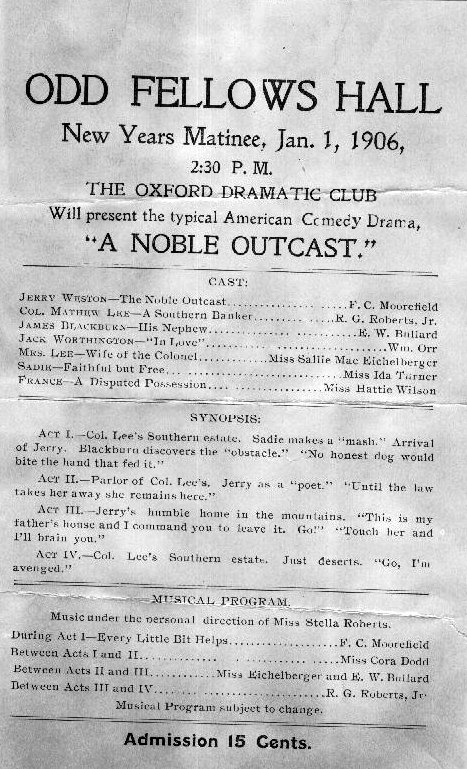 ODD FELLOWS HALL
New Years Matinee, Jan. 1, 1906,
2:30 P. M.
THE OXFORD DRAMATIC CLUB
Will present the typical American Comedy Drama,
"A NOBLE OUTCAST."
CAST:
JERRY WESTON—The Noble Outcast........................F. C. Moorefield
COL. MATHEW LEE—A Southern Banker................R. G. Roberts, Jr.
JAMES BLACKBURN—His Nephew..........................E. W. Bullard
JACK WORTHINGTON—"In Love"................................Wm. Orr
MRS. LEE—Wife of the Colonel.............Miss Sallie Mae Eichelberger
SADIE—Faithful but Free............................Miss Ida Turner
FRANCE—A Disputed Possession....................Miss Hattie Wilson
SYNOPSIS:
ACT I.—Col. Lee's Southern estate. Sadie makes a "mash." Arrival
of Jerry. Blackburn discovers the "obstacle." "No honest dog would
bite the hand that fed it."
ACT II.—Parlor of Col. Lee's. Jerry as a "poet." "Until the law
takes her away she remains here."
ACT III.—Jerry's humble home in the mountains. "This is my
father's house and I command you to leave it. Go!" "Touch her and
I'll brain you."
ACT IV.—Col. Lee's Southern estate. Just deserts. "Go, I'm
avenged."
MUSICAL PROGRAM.
Music under the personal direction of Miss Stella Roberts.
During Act I—Every Little Bit Helps..................F. C. Moorefield
Between Acts I and II...............................Miss Cora Dodd
Between Acts II and III...........Miss Eichelberger and E. W. Bullard
Between Acts III and IV............................R. G. Roberts, Jr
Musical Program subject to change.
Admission 15 Cents.